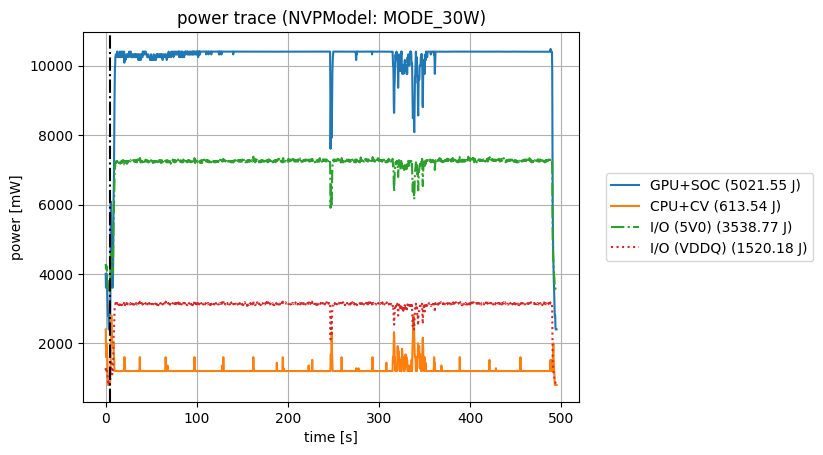 power trace (NVPModel: MODE_30W)
10000
8000
6000
4000
2000
power [mW]
0
100
200
300
400
500
time [s]
GPU+SOC (5021.55 J)
CPU+CV (613.54 J)
I/O (5V0) (3538.77 J)
I/O (VDDQ) (1520.18 J)